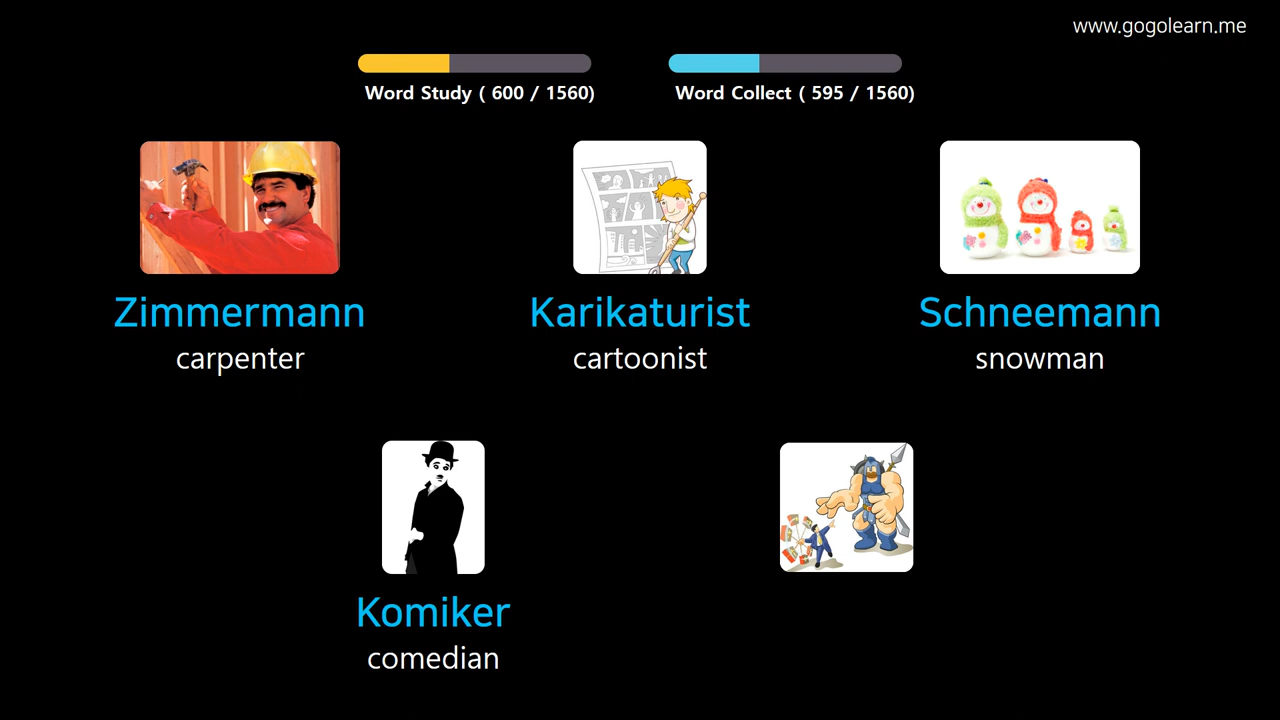 www.gogolearn.me
Word Study ( 600 / 1560)
Word Collect ( 595 / 1560)
Zimmermann
carpenter
Karikaturist
cartoonist
Schneemann
snowman
Komiker
comedian